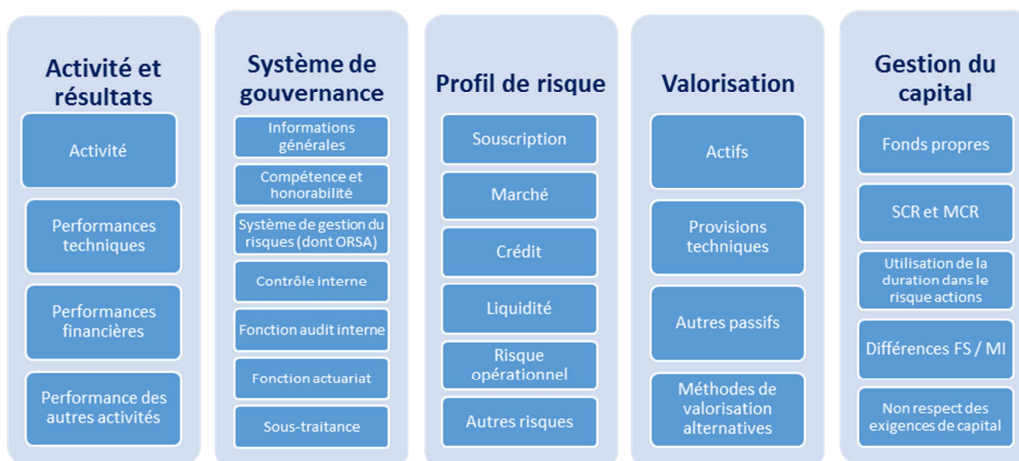 Activité et
résultats
Activité
Performances
techniques
Performances
financières
Performance des
autres activités
Système de
gouvernance
Informations
générales
Compétence et
honorabilité
Système de gestion du
risques (dont ORSA)
Contrôle interne
Fonction audit interne
Fonction actuariat
Sous-traitance
Profil de risque
Souscription
Marché
Crédit
Liquidité
Risque
opérationnel
Autres risques
Valorisation
Actifs
Provisions
techniques
Autres passifs
Méthodes de
valorisation
alternatives
Gestion du
capital
Fonds propres
SCR et MCR
Utilisation de la
duration dans le
risque actions
Différences FS / MI
Non respect des
exigences de capital